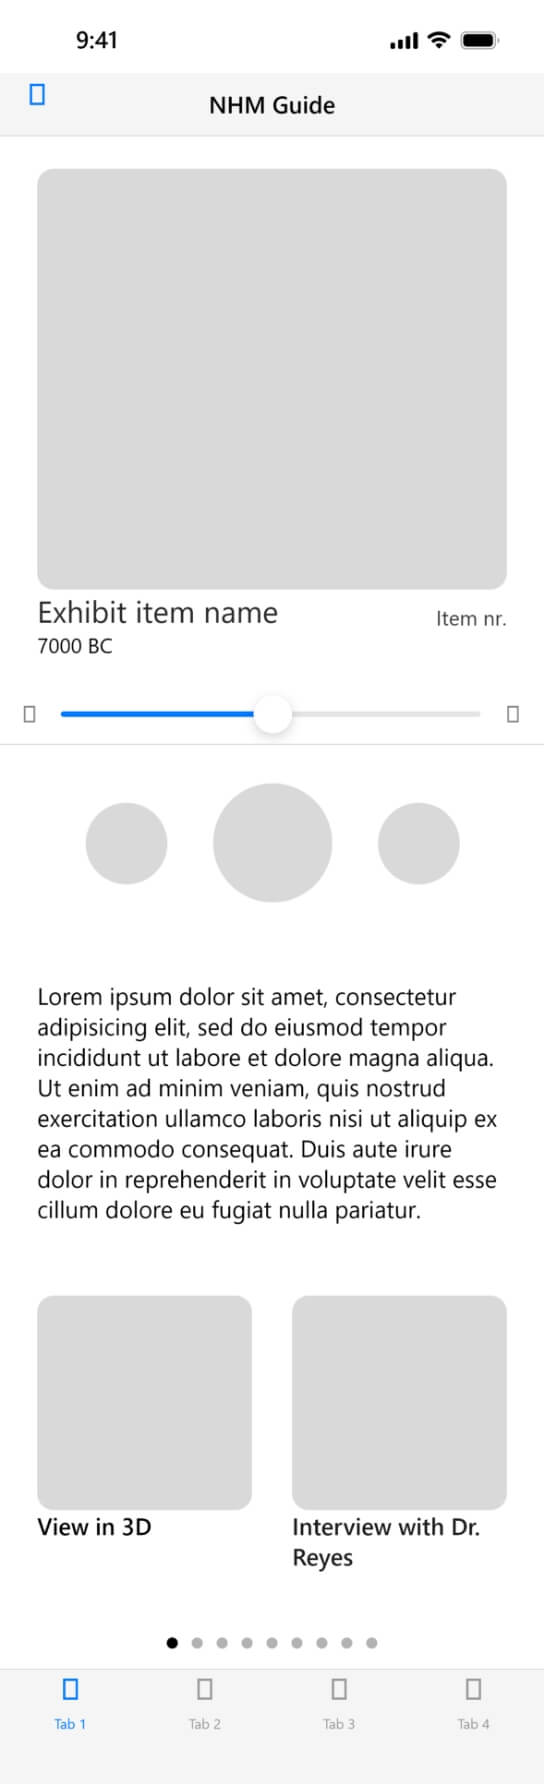 9:41
NHM Guide
Exhibit item name
Item nr.
7000 BC
Lorem ipsum dolor sit amet, consectetur
adipisicing elit, sed do eiusmod tempor
incididunt ut labore et dolore magna aliqua.
Ut enim ad minim veniam, quis nostrud
exercitation ullamco laboris nisi ut aliquip ex
ea commodo consequat. Duis aute irure
dolor in reprehenderit in voluptate velit esse
cillum dolore eu fugiat nulla pariatur.
View in 3D
Interview with Dr.
Reyes
Tab 1
Tab 2
Tab 3
Tab 4